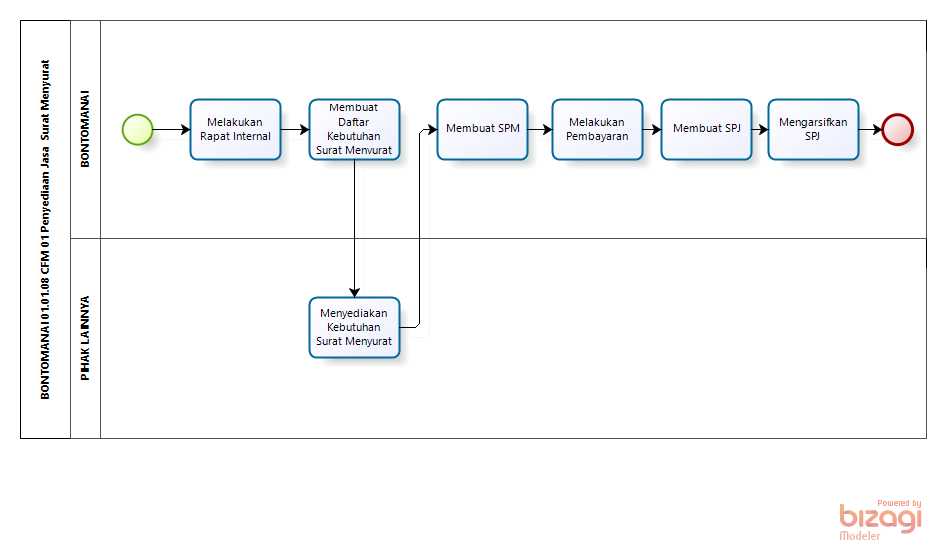 BONTOMANAI 01.01.08 CFM 01 Penyediaan Jasa Surat Menyurat
BONTOMANAI
Melakukan
Rapat Internal
Membuat
Daftar
Kebutuhan
Surat Menyurat
Membuat SPM
Melakukan
Pembayaran
Membuat SPJ
Mengarsifkan
SPJ
PIHAK LAINNYA
Menyediakan
Kebutuhan
Surat Menyurat
Powered by
bizagi
Modeler